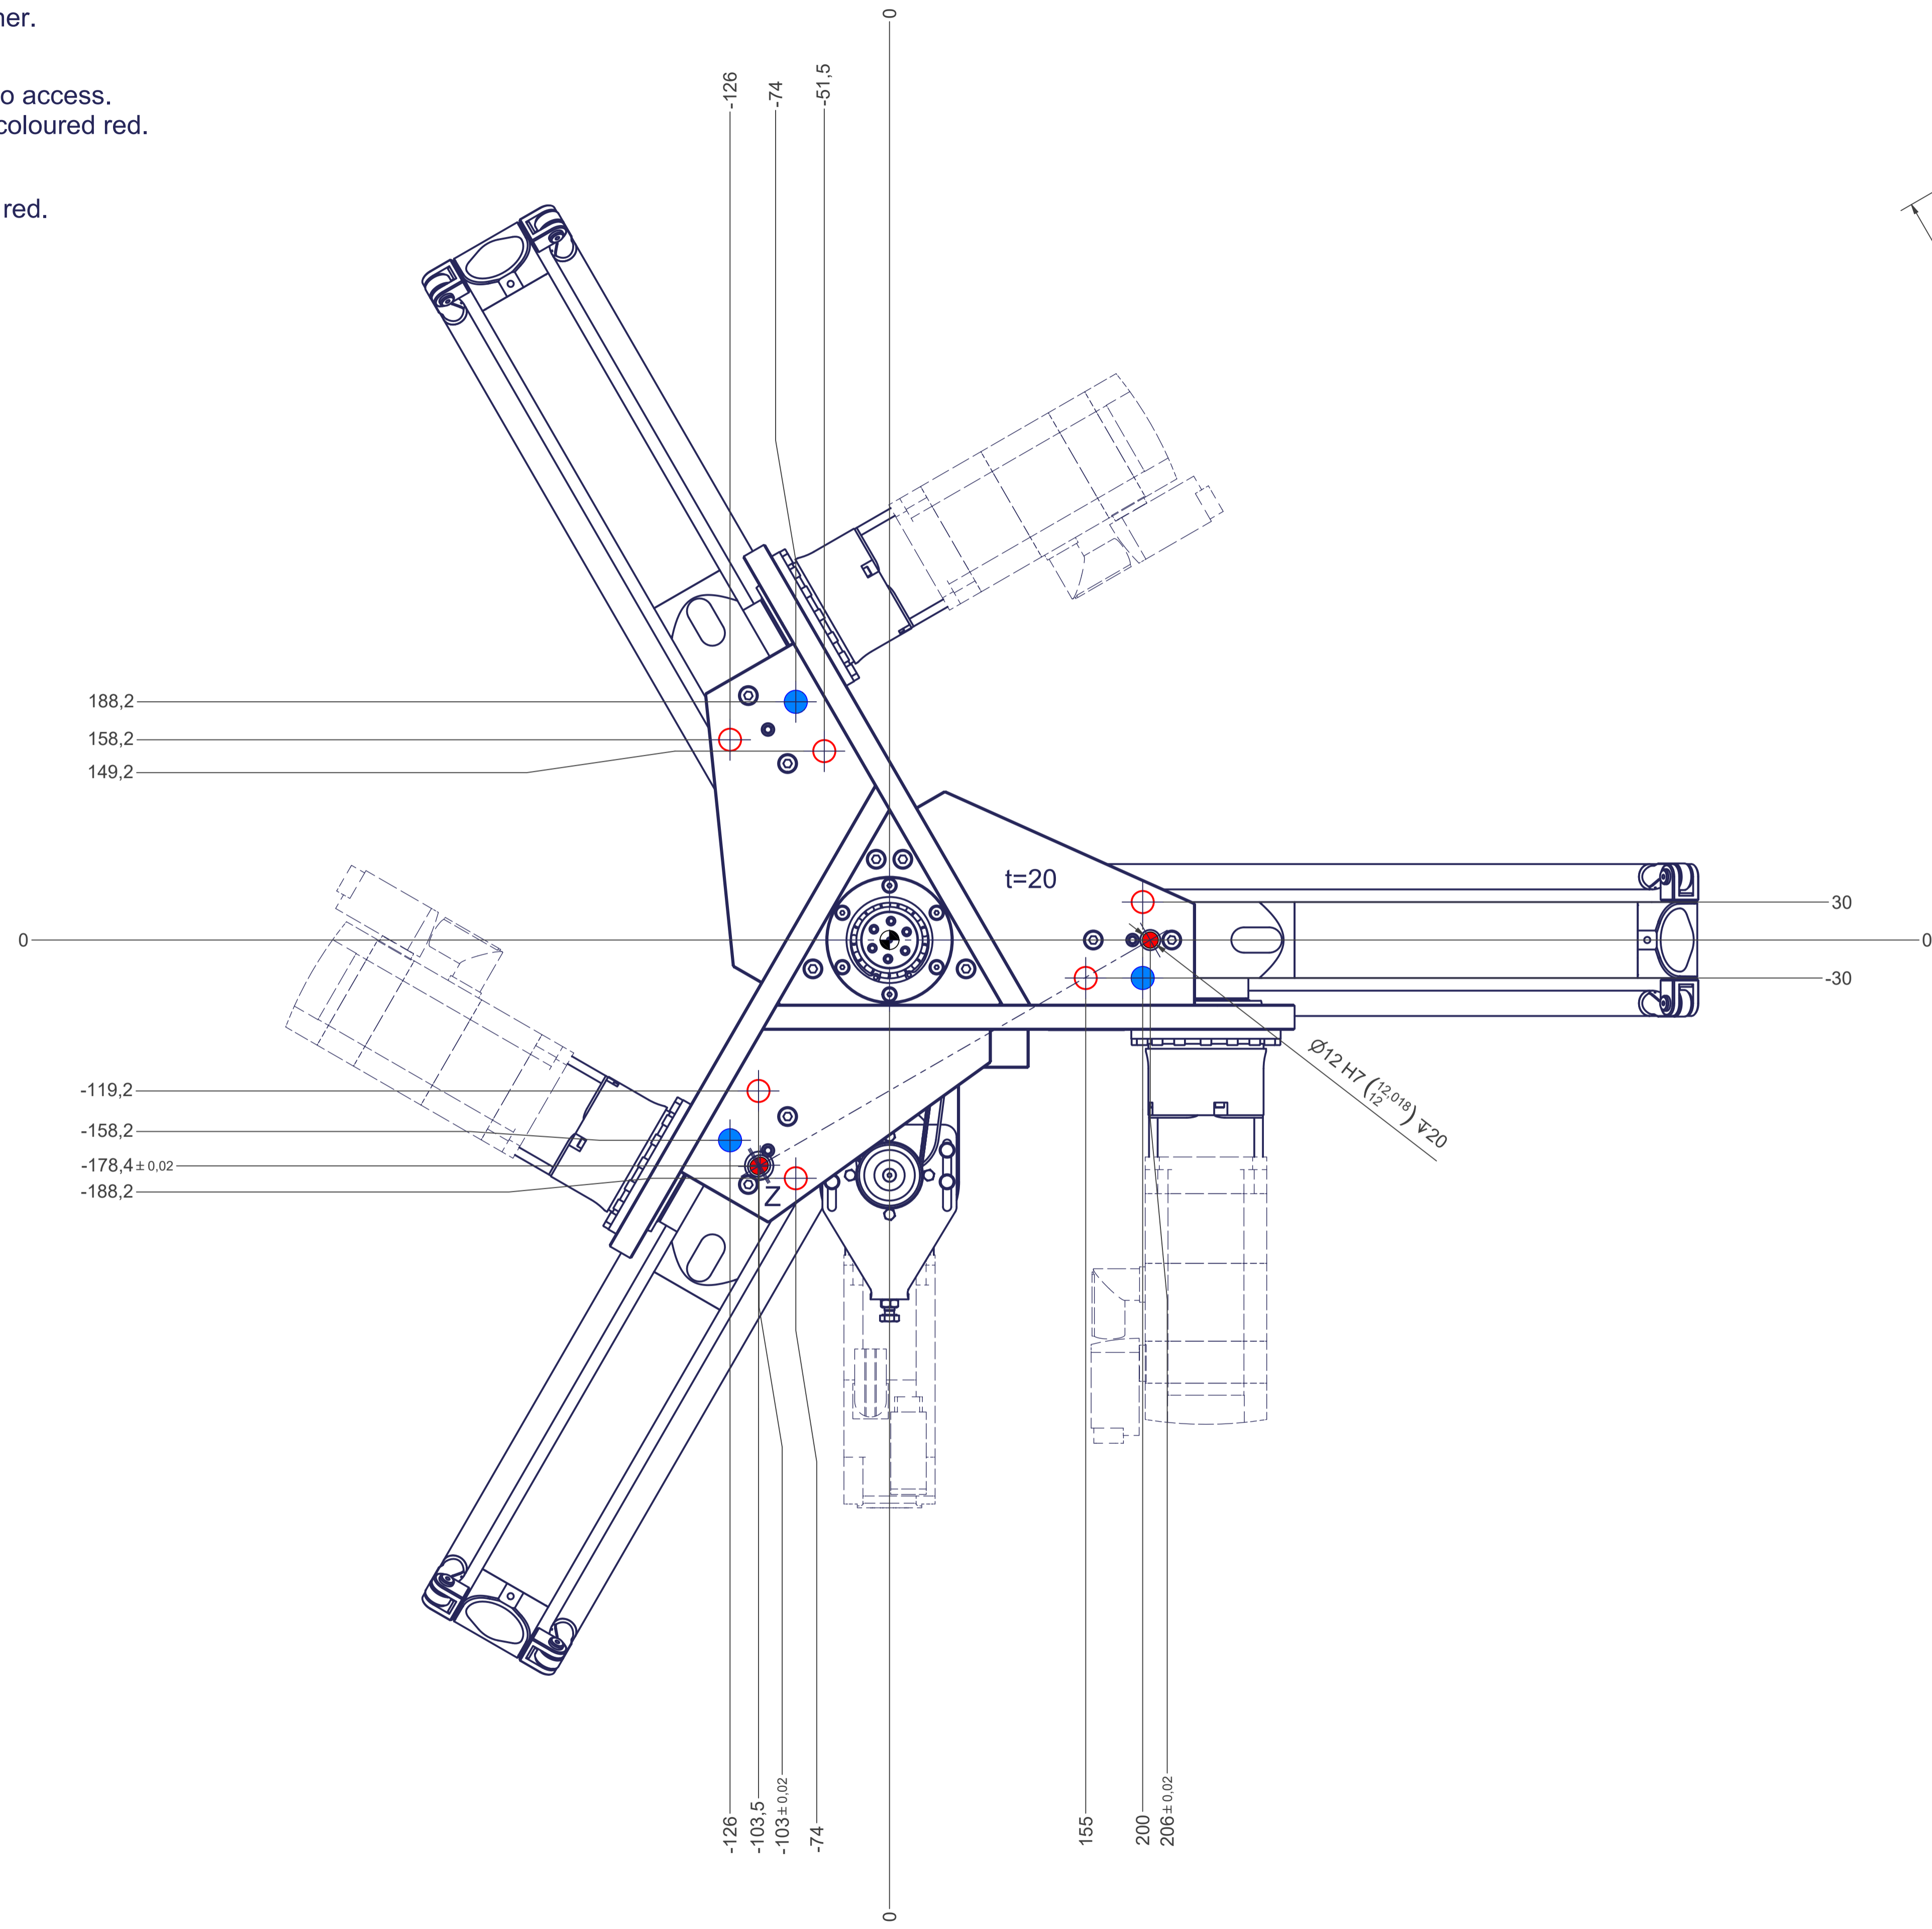 her.
o access.
coloured red.
red.
0
-126
-74
-51,5
188,2
158,2
149,2
t=20
30
0
0
-30
Ø12 H7 (12,018 12) ↧20
-119,2
-158,2
-178,4 ± 0,02
-188,2
Z
-126
-103,5
-103 ± 0,02
-74
155
200
206 ± 0,02
0